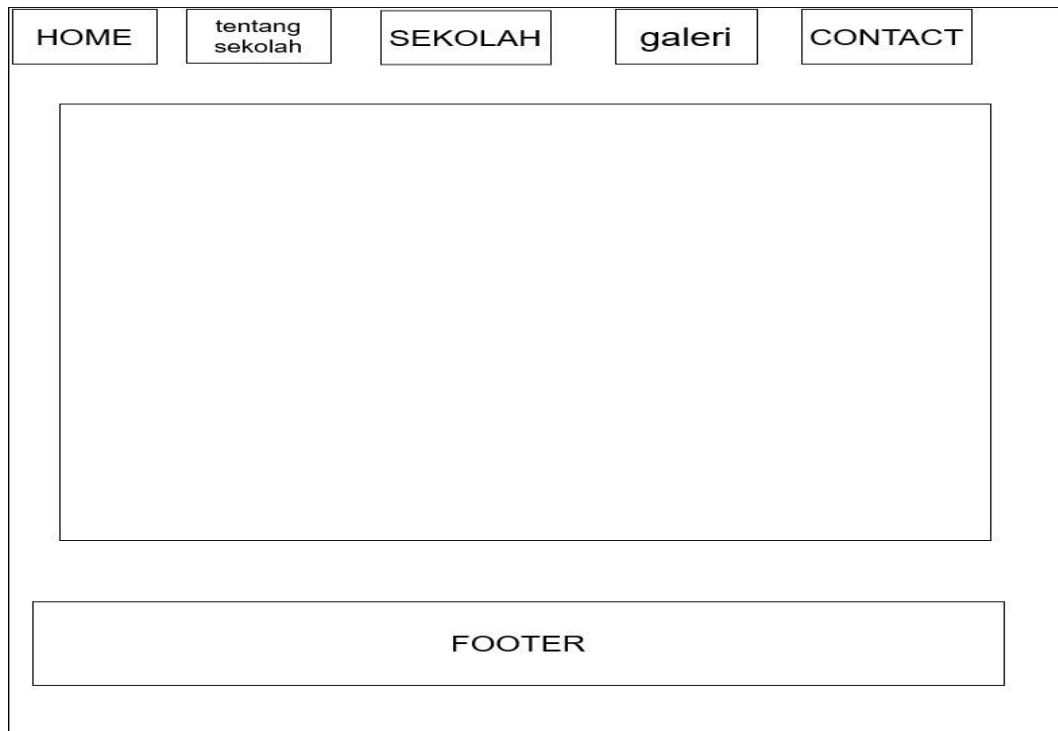 HOME
tentang
sekolah
SEKOLAH
galeri
CONTACT
FOOTER